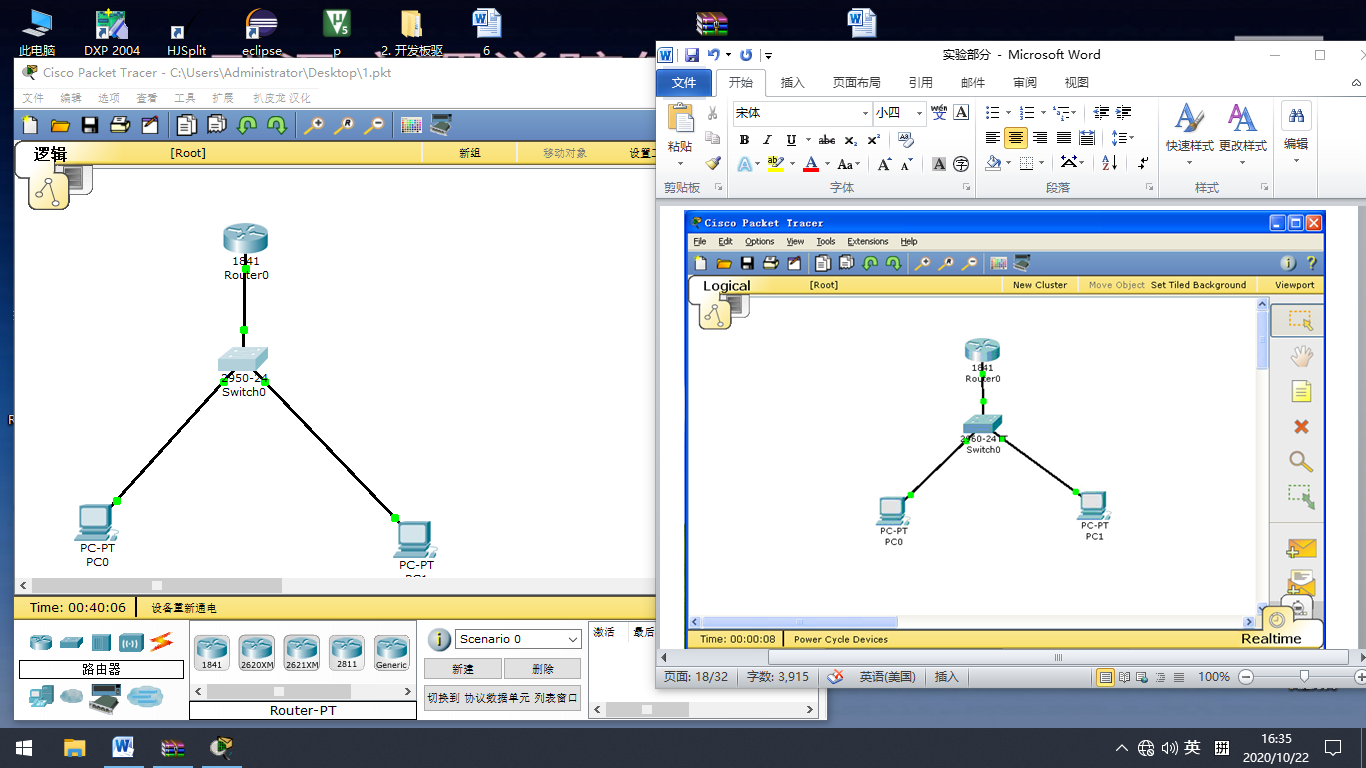 此电脑
DXP 2004
HJSplit
eclipse
p
2. 开发板驱
6
Cisco Packet Tracer - C:\Users\Administrator\Desktop\1.pkt
文件 编辑 选项 查看 工具 扩展 扒皮龙 汉化
逻辑 [Root] 新组 移动对象 设置工
1841
Router0
2950-24
Switch0
PC-PT
PC0
PC-PT
PC1
Time: 00:40:06 设备重新通电
路由器
1841 2620XM 2621XM 2811 Generic
Router-PT
Scenario 0
新建 删除
切换到 协议数据单元 列表窗口
激活 最后
实验部分 - Microsoft Word
文件 开始 插入 页面布局 引用 邮件 审阅 视图
宋体 小四 wén A
粘贴
B I U abc x₂ x²
A ab A Aa A A A 字
快速样式 更改样式 编辑
剪贴板 字体 段落 样式
Cisco Packet Tracer
File Edit Options View Tools Extensions Help
Logical [Root] New Cluster Move Object Set Tiled Background Viewport
1841
Router0
2960-24TT
Switch0
PC-PT
PC0
PC-PT
PC1
Time: 00:00:08 Power Cycle Devices
Realtime
页面: 18/32 字数: 3,915 英语(美国) 插入 100%
英 拼
16:35
2020/10/22